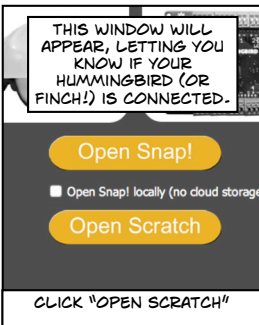 THIS WINDOW WILL
APPEAR, LETTING YOU
KNOW IF YOUR
HUMMINGBIRD (OR
FINCH!) IS CONNECTED.
Open Snap!
Open Snap! locally (no cloud storage
Open Scratch
CLICK "OPEN SCRATCH"